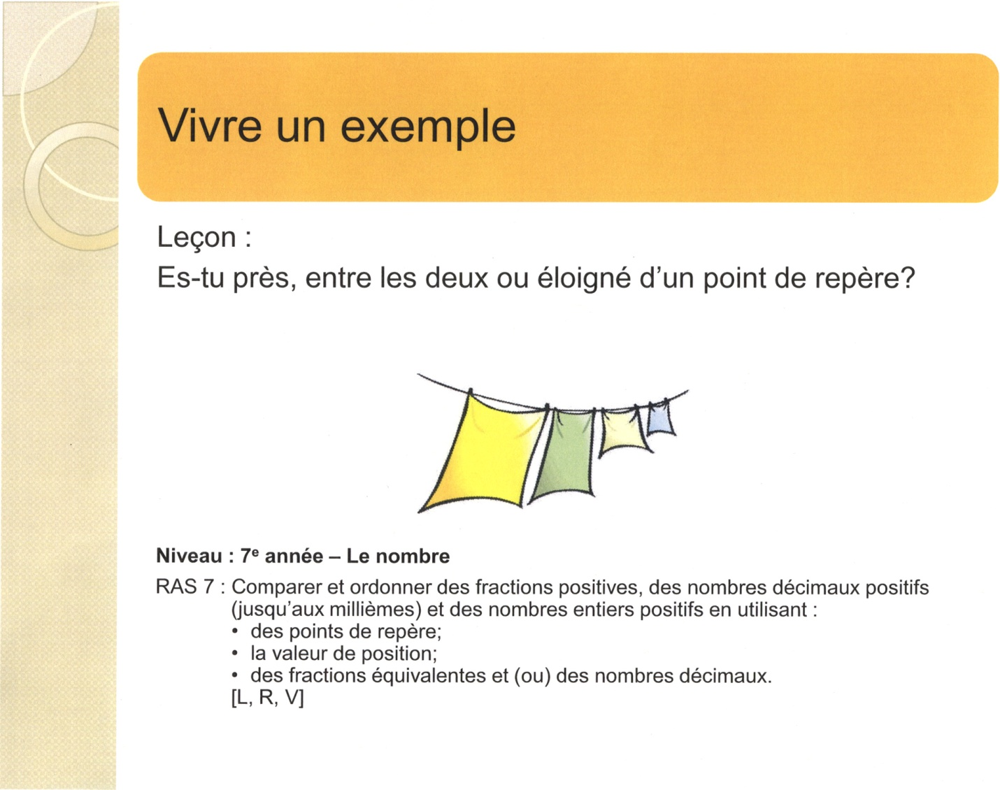 Vivre un exemple
Leçon :
Es-tu près, entre les deux ou éloigné d’un point de repère?
Niveau : 7e année – Le nombre
RAS 7 : Comparer et ordonner des fractions positives, des nombres décimaux positifs
(jusqu’aux millièmes) et des nombres entiers positifs en utilisant :
• des points de repère;
• la valeur de position;
• des fractions équivalentes et (ou) des nombres décimaux.
[L, R, V]